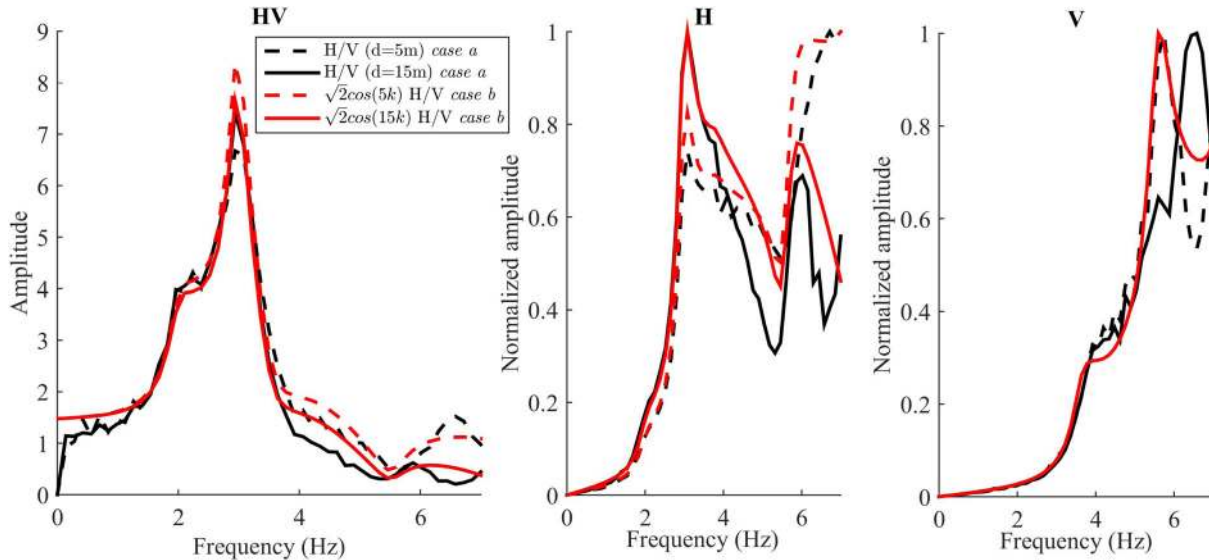 HV
9
8
7
6
5
4
3
2
1
0
Amplitude
H/V (d=5m) case a
H/V (d=15m) case a
√2cos(5k) H/V case b
√2cos(15k) H/V case b
0 2 4 6
Frequency (Hz)
H
1
0.8
0.6
0.4
0.2
0
Normalized amplitude
0 2 4 6
Frequency (Hz)
V
1
0.8
0.6
0.4
0.2
0
Normalized amplitude
0 2 4 6
Frequency (Hz)